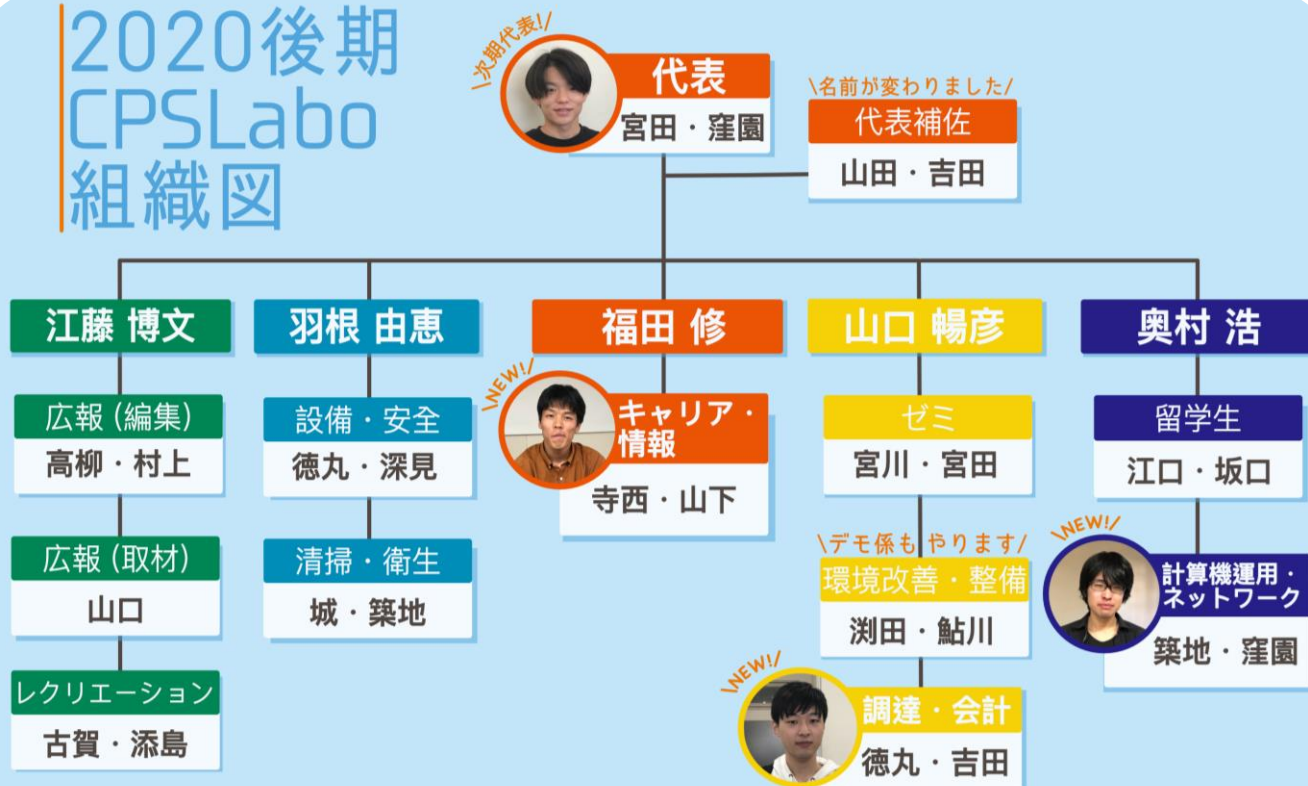 2020後期
CPSLabo
組織図
\次期代表!/
代表
宮田・窪園
\名前が変わりました/
代表補佐
山田・吉田
江藤 博文
広報(編集)
高柳・村上
広報(取材)
山口
レクリエーション
古賀・添島
羽根 由恵
設備・安全
徳丸・深見
清掃・衛生
城・築地
福田 修
\NEW!/
キャリア・
情報
寺西・山下
山口 暢彦
ゼミ
宮川・宮田
\デモ係も やります/
環境改善・整備
渕田・鮎川
\NEW!/
調達・会計
徳丸・吉田
奥村 浩
留学生
江口・坂口
\NEW!/
計算機運用・
ネットワーク
築地・窪園